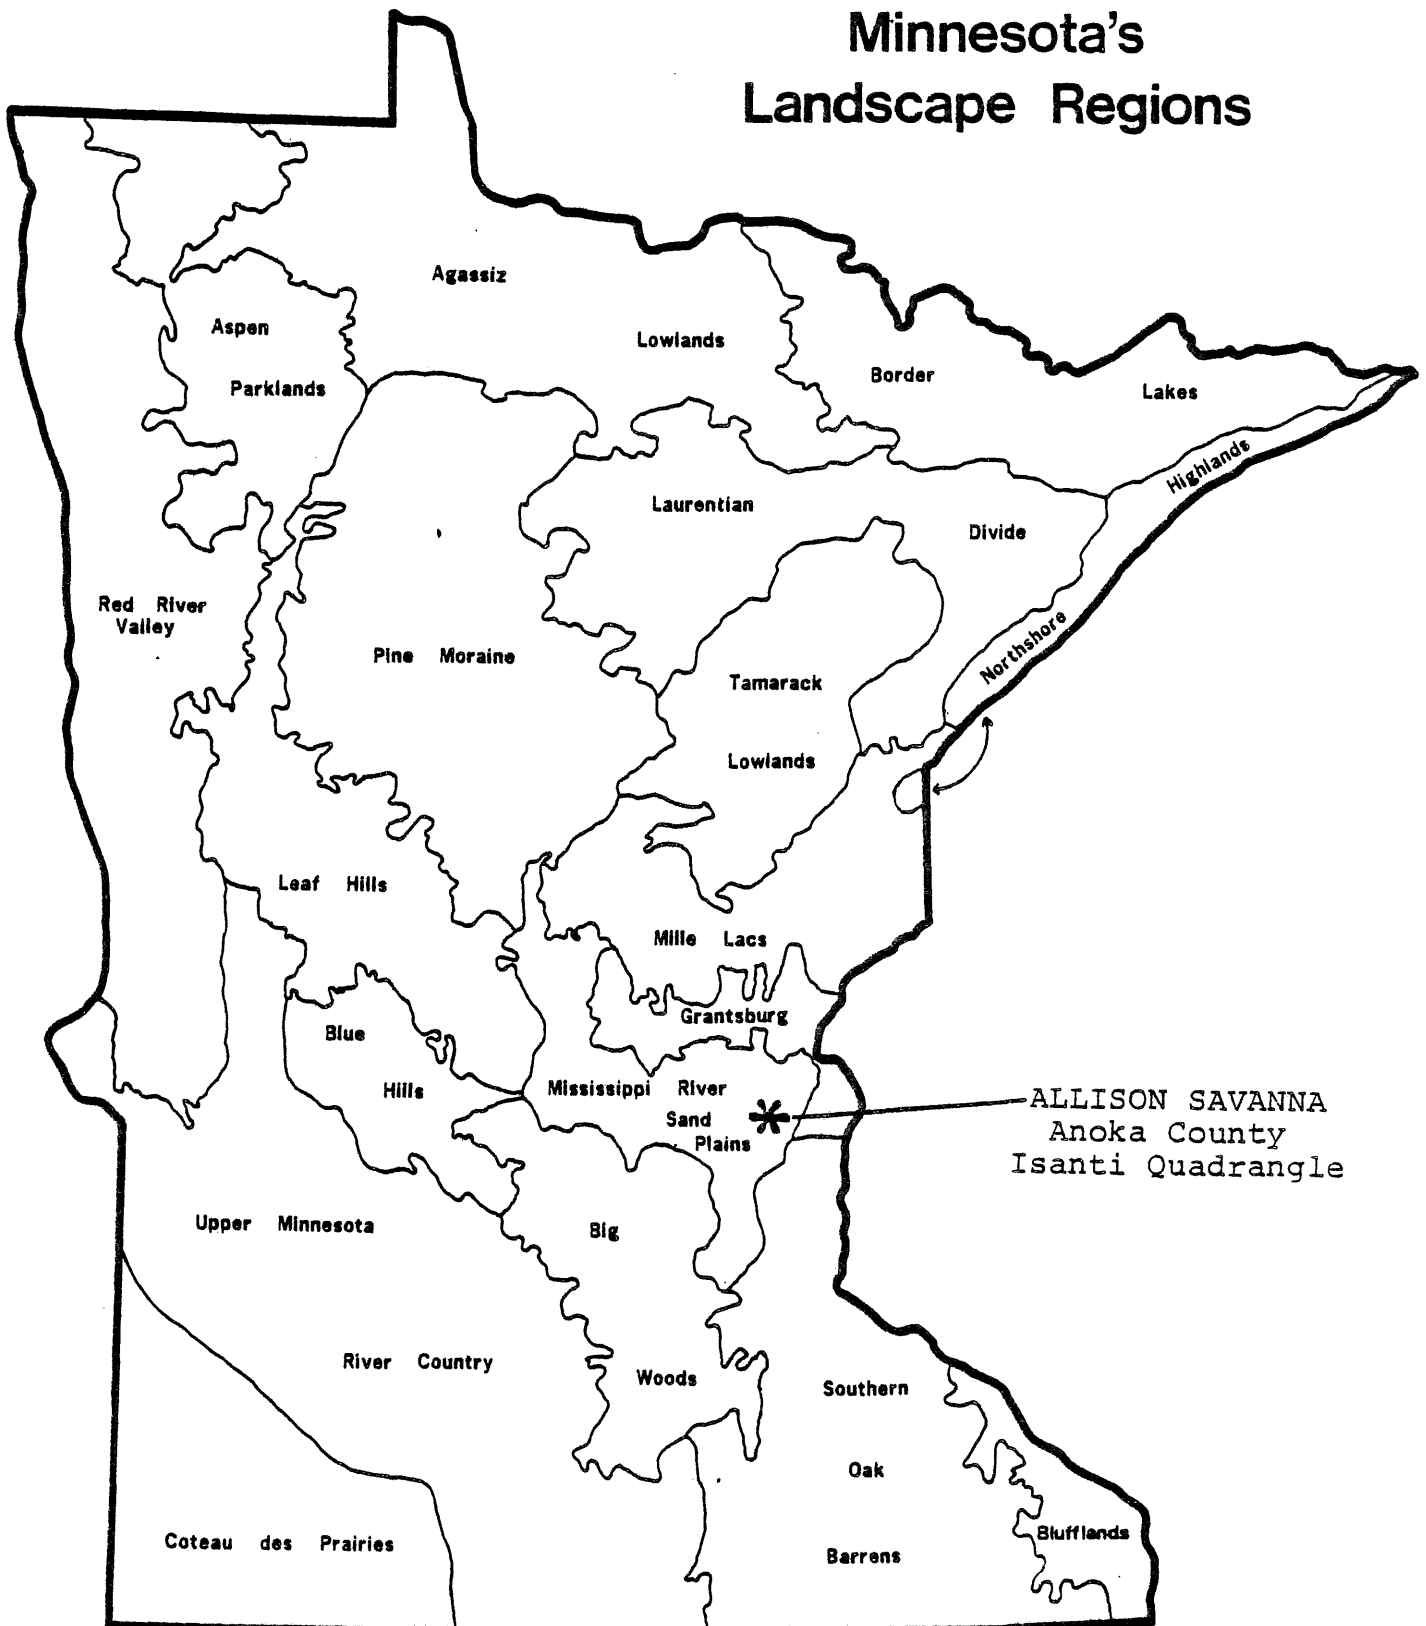 Minnesota's
Landscape Regions
Agassiz
Lowlands
Aspen
Parklands
Border
Lakes
Highlands
Laurentian
Divide
Red River
Valley
Pine Moraine
Northshore
Tamarack
Lowlands
Leaf Hills
Mille Lacs
Grantsburg
Blue
Hills
Mississippi River
Sand
Plains
ALLISON SAVANNA
Anoka County
Isanti Quadrangle
Upper Minnesota
River Country
Big
Woods
Southern
Oak
Barrens
Coteau des Prairies
Blufflands